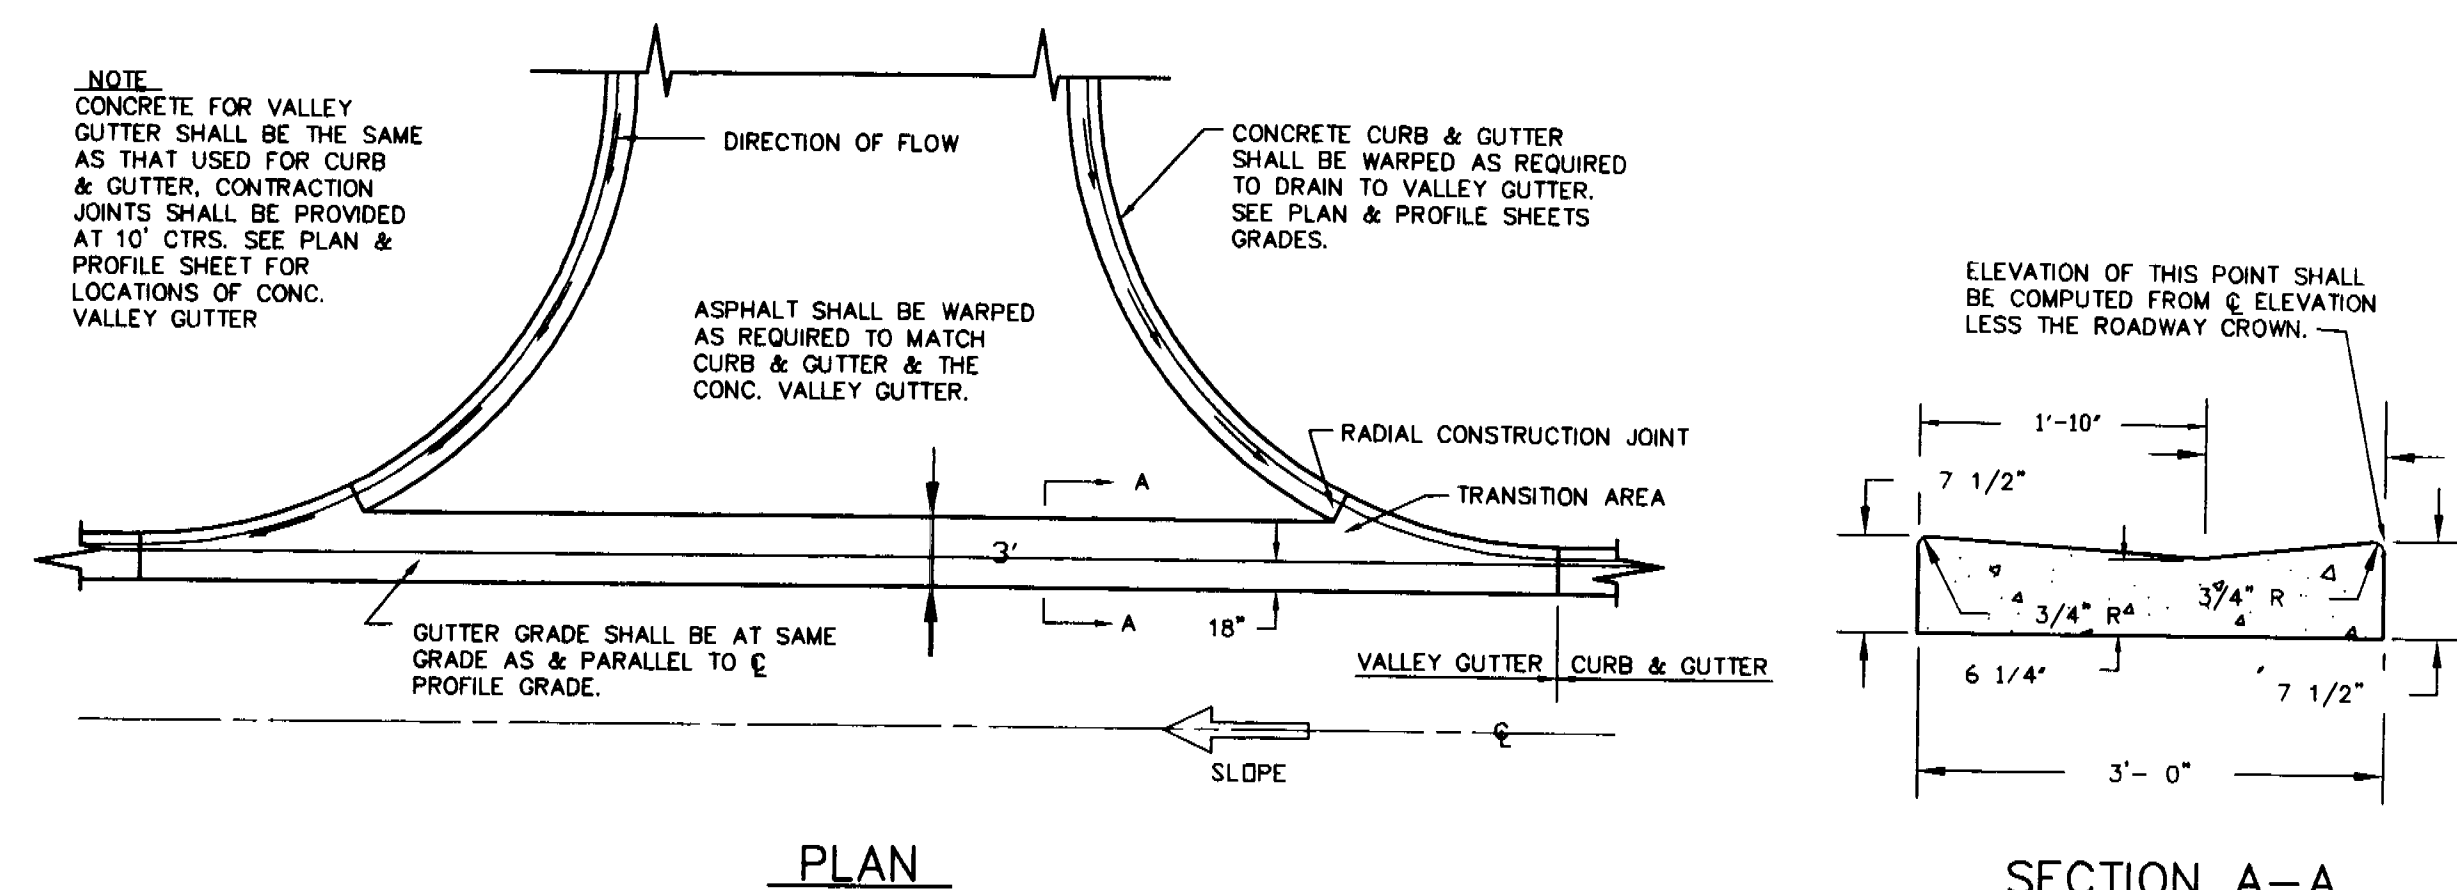 NOTE
CONCRETE FOR VALLEY
GUTTER SHALL BE THE SAME
AS THAT USED FOR CURB
& GUTTER, CONTRACTION
JOINTS SHALL BE PROVIDED
AT 10' CTRS. SEE PLAN &
PROFILE SHEET FOR
LOCATIONS OF CONC.
VALLEY GUTTER
DIRECTION OF FLOW
CONCRETE CURB & GUTTER
SHALL BE WARPED AS REQUIRED
TO DRAIN TO VALLEY GUTTER.
SEE PLAN & PROFILE SHEETS
GRADES.
ASPHALT SHALL BE WARPED
AS REQUIRED TO MATCH
CURB & GUTTER & THE
CONC. VALLEY GUTTER.
RADIAL CONSTRUCTION JOINT
TRANSITION AREA
A
3'
A
18"
GUTTER GRADE SHALL BE AT SAME
GRADE AS & PARALLEL TO ℄
PROFILE GRADE.
VALLEY GUTTER
CURB & GUTTER
℄
SLOPE
PLAN
ELEVATION OF THIS POINT SHALL
BE COMPUTED FROM ℄ ELEVATION
LESS THE ROADWAY CROWN.
1'-10"
7 1/2"
3/4" R
3/4" R
6 1/4"
7 1/2"
3'- 0"
SECTION A-A